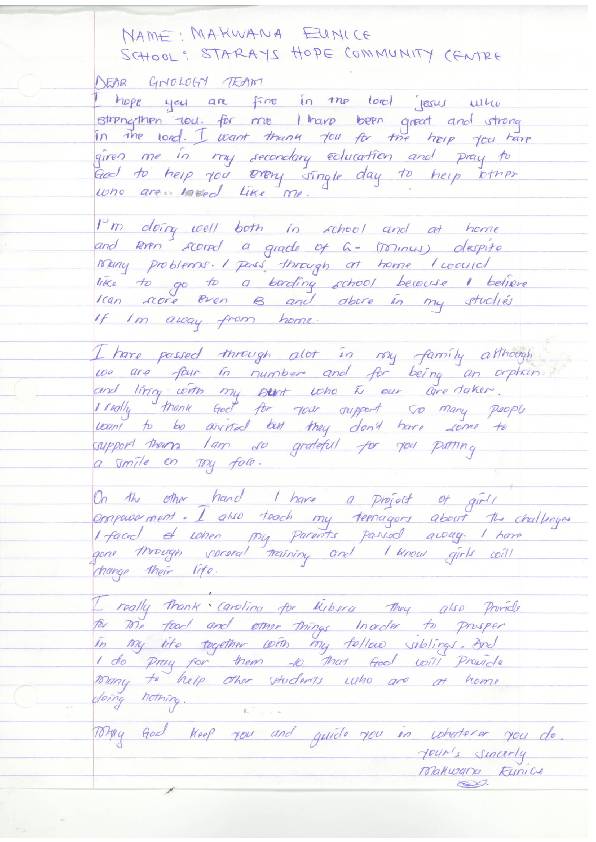 NAME: MAKWANA EUNICE
SCHOOL: STARAYS HOPE COMMUNITY CENTRE
DEAR GIVOLOGY TEAM
I hope you are fine in the lord jesus who
strengthen you. for me I have been great and strong
in the lord. I want thank you for the help you have
given me in my secondary education and pray to
God to help you every single day to help other
who are need like me.
I'm doing well both in school and at home
and even scored a grade of C- (minus) despite
many problems. I pass through at home I would
like to go to a boarding school because I believe
I can score even B and above in my studies
If I'm away from home.
I have passed through alot in my family although
we are four in number and for being an orphan
and living with my aunt who is our care taker.
I really thank God for your support so many people
want to be assisted but they don't have some to
support them I am so grateful for you putting
a smile on my face.
On the other hand I have a project of girls
empowerment. I also teach my teenagers about the challenges
I faced when my parents passed away. I have
gone through several training and I know girls will
change their life.
I really thank Carolina for Kibera They also provide
for me food and other things Inorder to prosper
in my life together with my fellow siblings. And
I do pray for them so that God will provide
many to help other students who are at home
doing nothing.
May God keep you and guide you in whatever you do.
Your's sincerly
Makwana Eunice